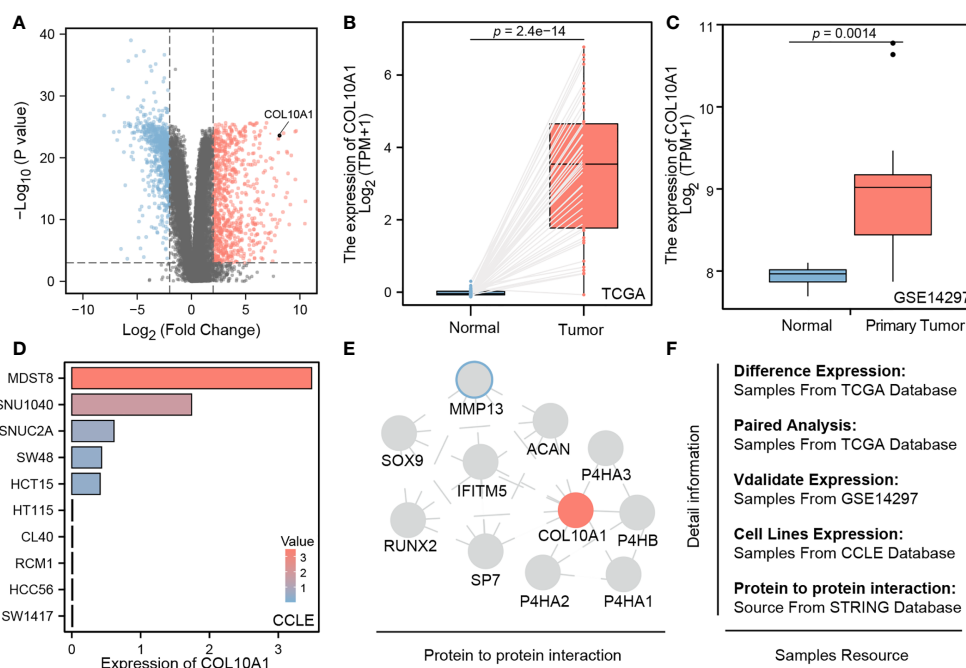 A
40
30
20
10
0
−Log10 (P value)
COL10A1
−10
−5
0
5
10
Log2 (Fold Change)
B
p = 2.4e−14
The expression of COL10A1
Log2 (TPM+1)
6
4
2
0
TCGA
Normal
Tumor
C
11
p = 0.0014
10
9
8
The expression of COL10A1
Log2 (TPM+1)
GSE14297
Normal
Primary Tumor
D
MDST8
SNU1040
SNUC2A
SW48
HCT15
HT115
CL40
RCM1
HCC56
SW1417
Value
3
2
1
CCLE
0
1
2
3
Expression of COL10A1
E
MMP13
SOX9
ACAN
IFITM5
P4HA3
RUNX2
COL10A1
P4HB
SP7
P4HA2
P4HA1
Protein to protein interaction
F
Detail information
Difference Expression:
Samples From TCGA Database
Paired Analysis:
Samples From TCGA Database
Vdalidate Expression:
Samples From GSE14297
Cell Lines Expression:
Samples From CCLE Database
Protein to protein interaction:
Source From STRING Database
Samples Resource